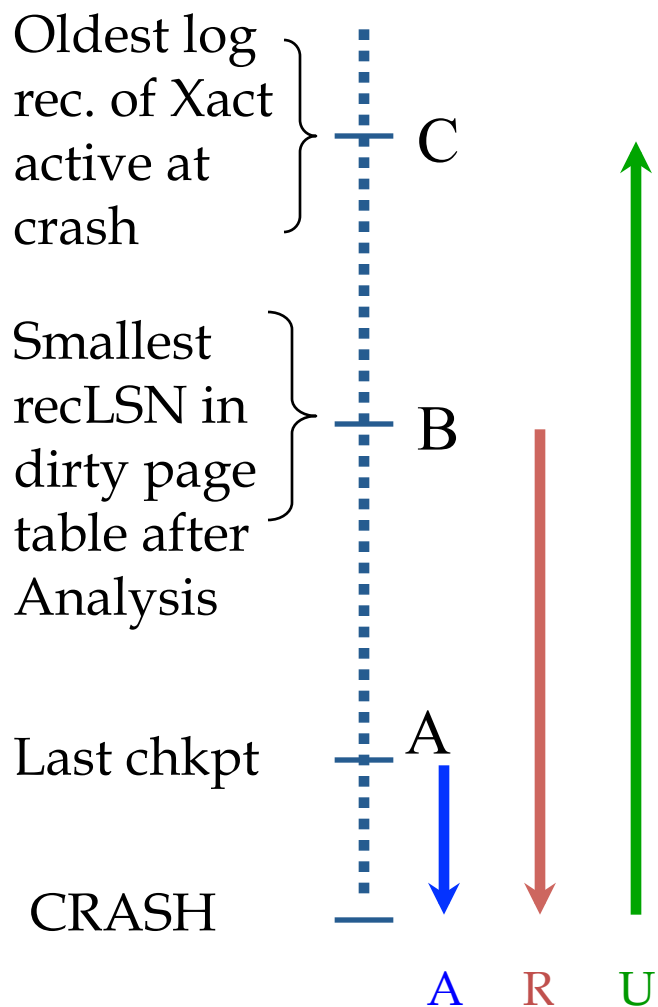 Oldest log
rec. of Xact
active at
crash
C
Smallest
recLSN in
dirty page
table after
Analysis
B
A
Last chkpt
CRASH
A R U